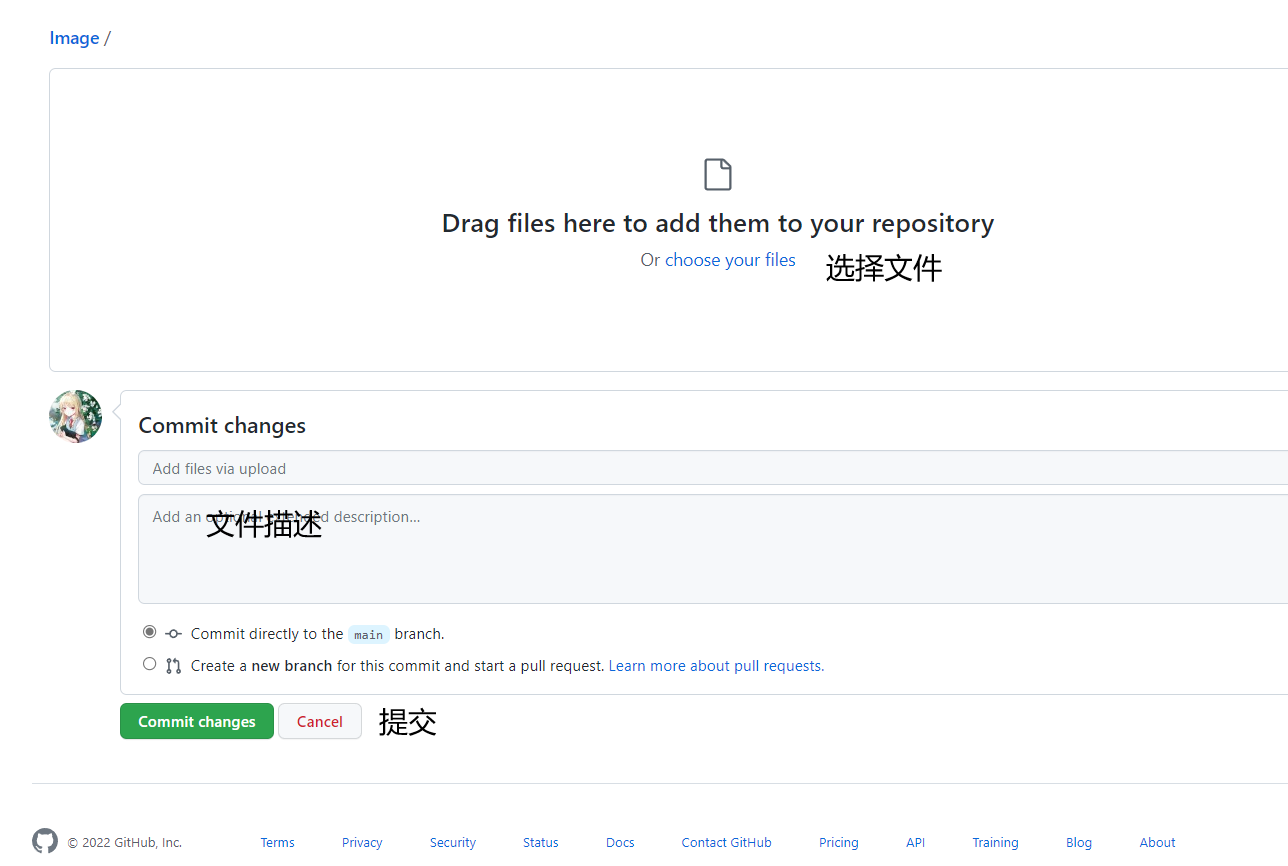 Image /
Drag files here to add them to your repository
Or choose your files 选择文件
Commit changes
Add files via upload
Add an optional extended description...
文件描述
Commit directly to the main branch.
Create a new branch for this commit and start a pull request. Learn more about pull requests.
Commit changes Cancel 提交
© 2022 GitHub, Inc. Terms Privacy Security Status Docs Contact GitHub Pricing API Training Blog About